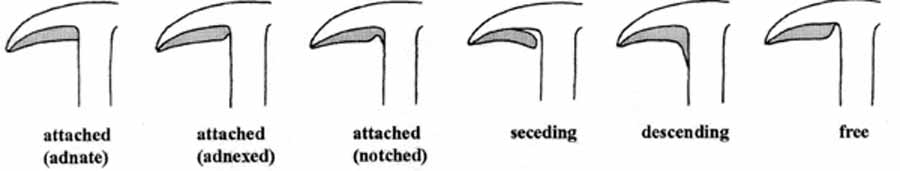 attached
(adnate)
attached
(adnexed)
attached
(notched)
seceding
descending
free